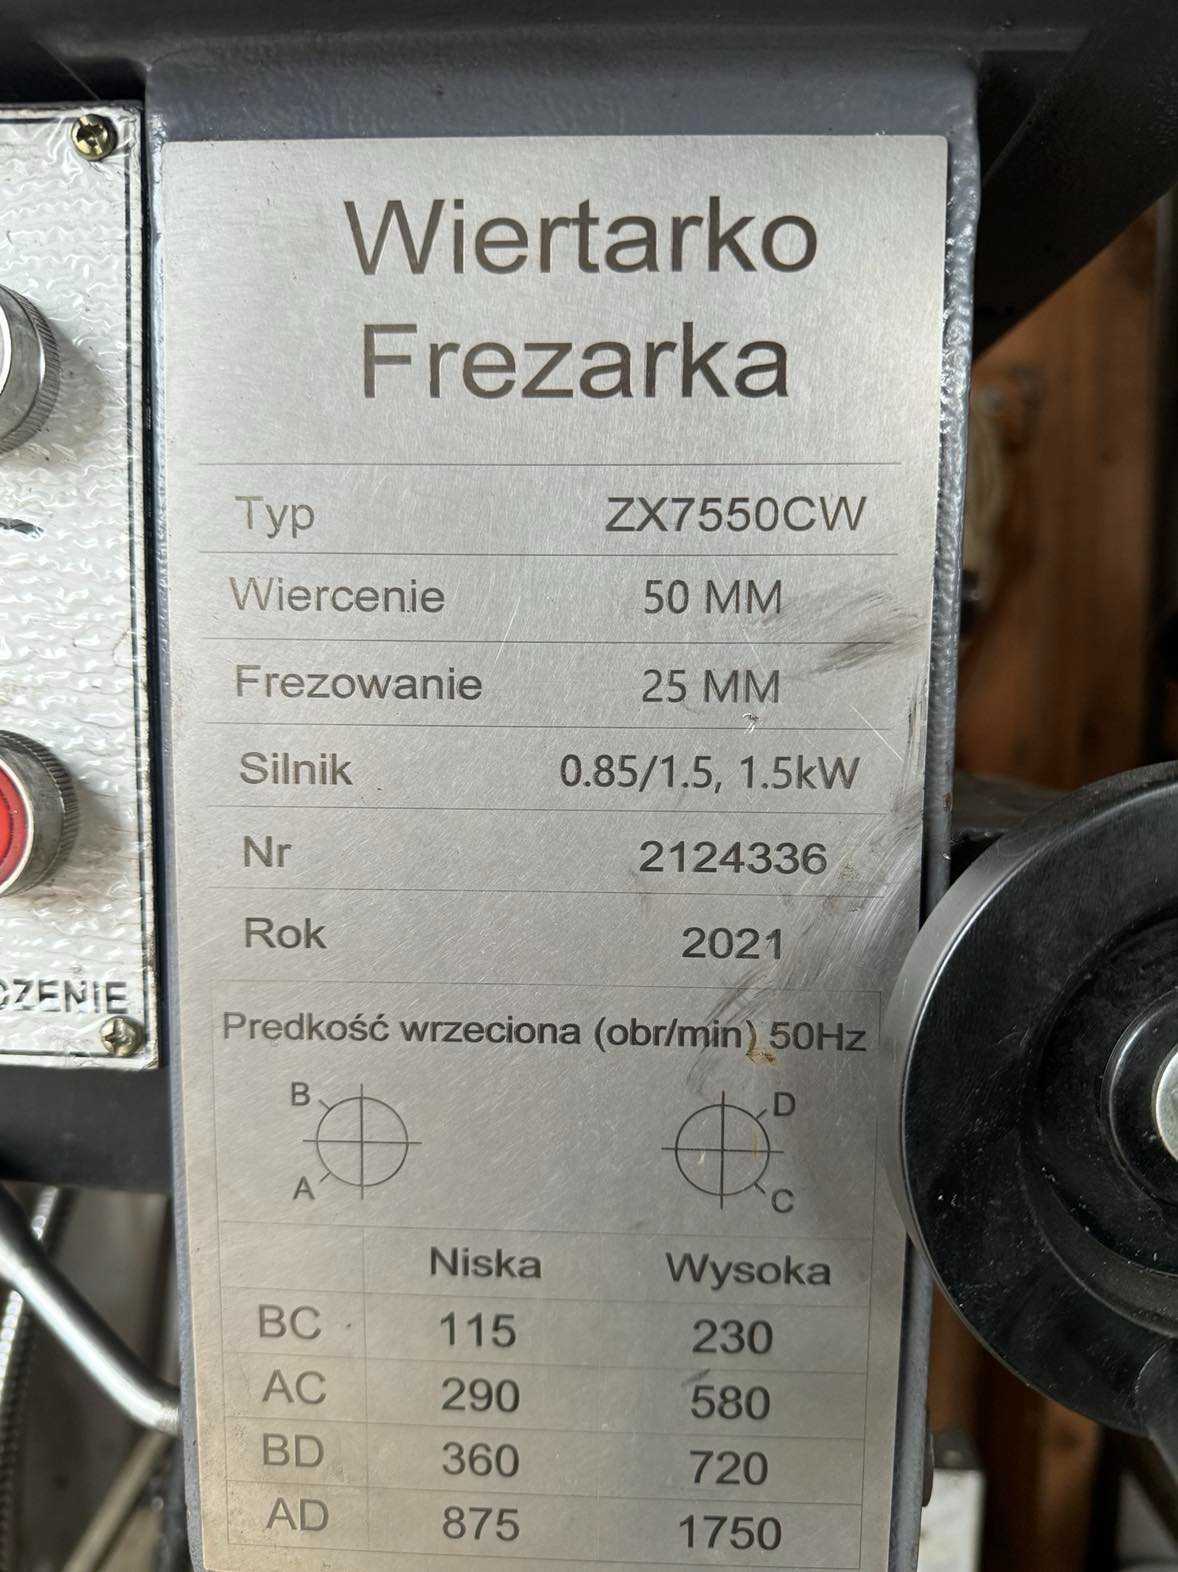 Wiertarko
Frezarka
Typ ZX7550CW
Wiercenie 50 MM
Frezowanie 25 MM
Silnik 0.85/1.5, 1.5kW
Nr 2124336
Rok 2021
Predkość wrzeciona (obr/min) 50Hz
B D
A C
Niska Wysoka
BC 115 230
AC 290 580
BD 360 720
AD 875 1750